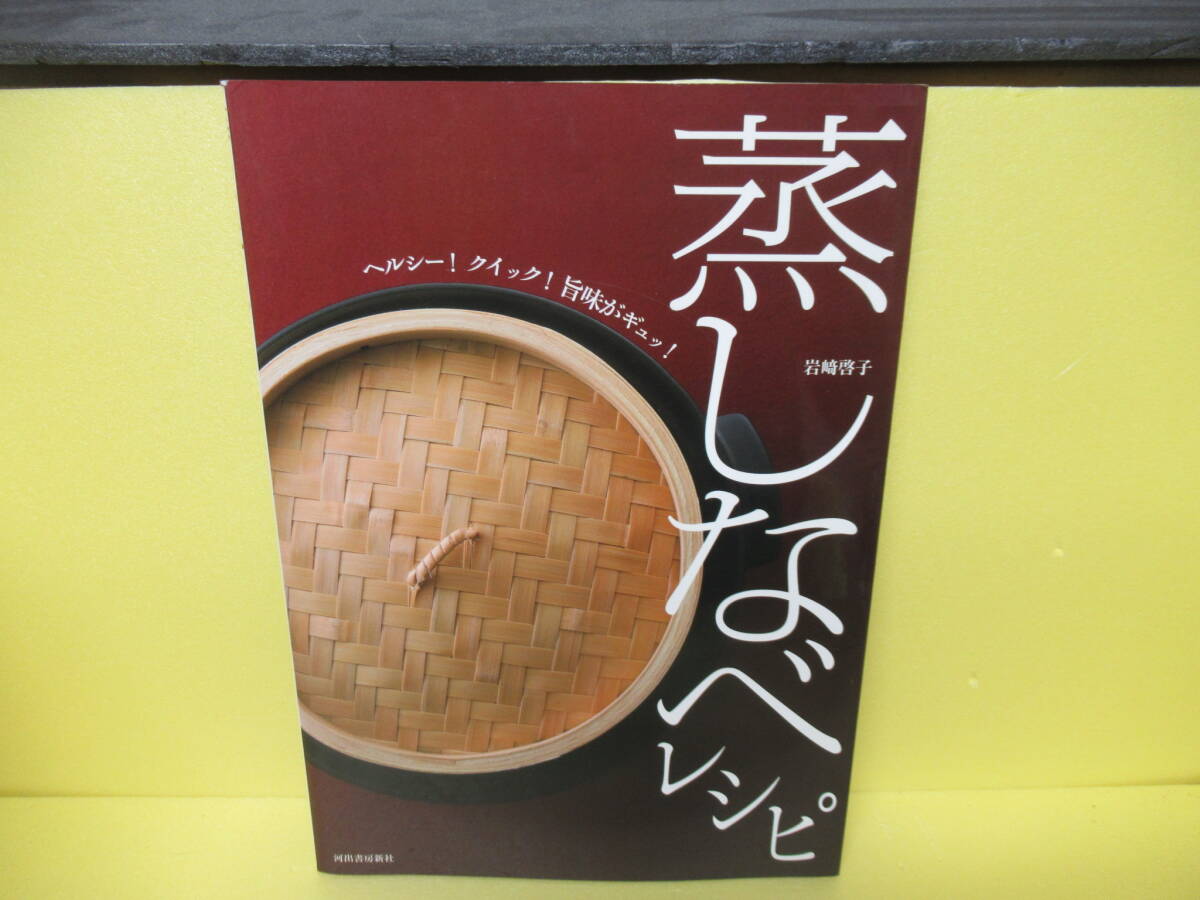 蒸しなべ
レシピ
岩﨑啓子
ヘルシー！ クイック！ 旨味がギュッ！
河出書房新社